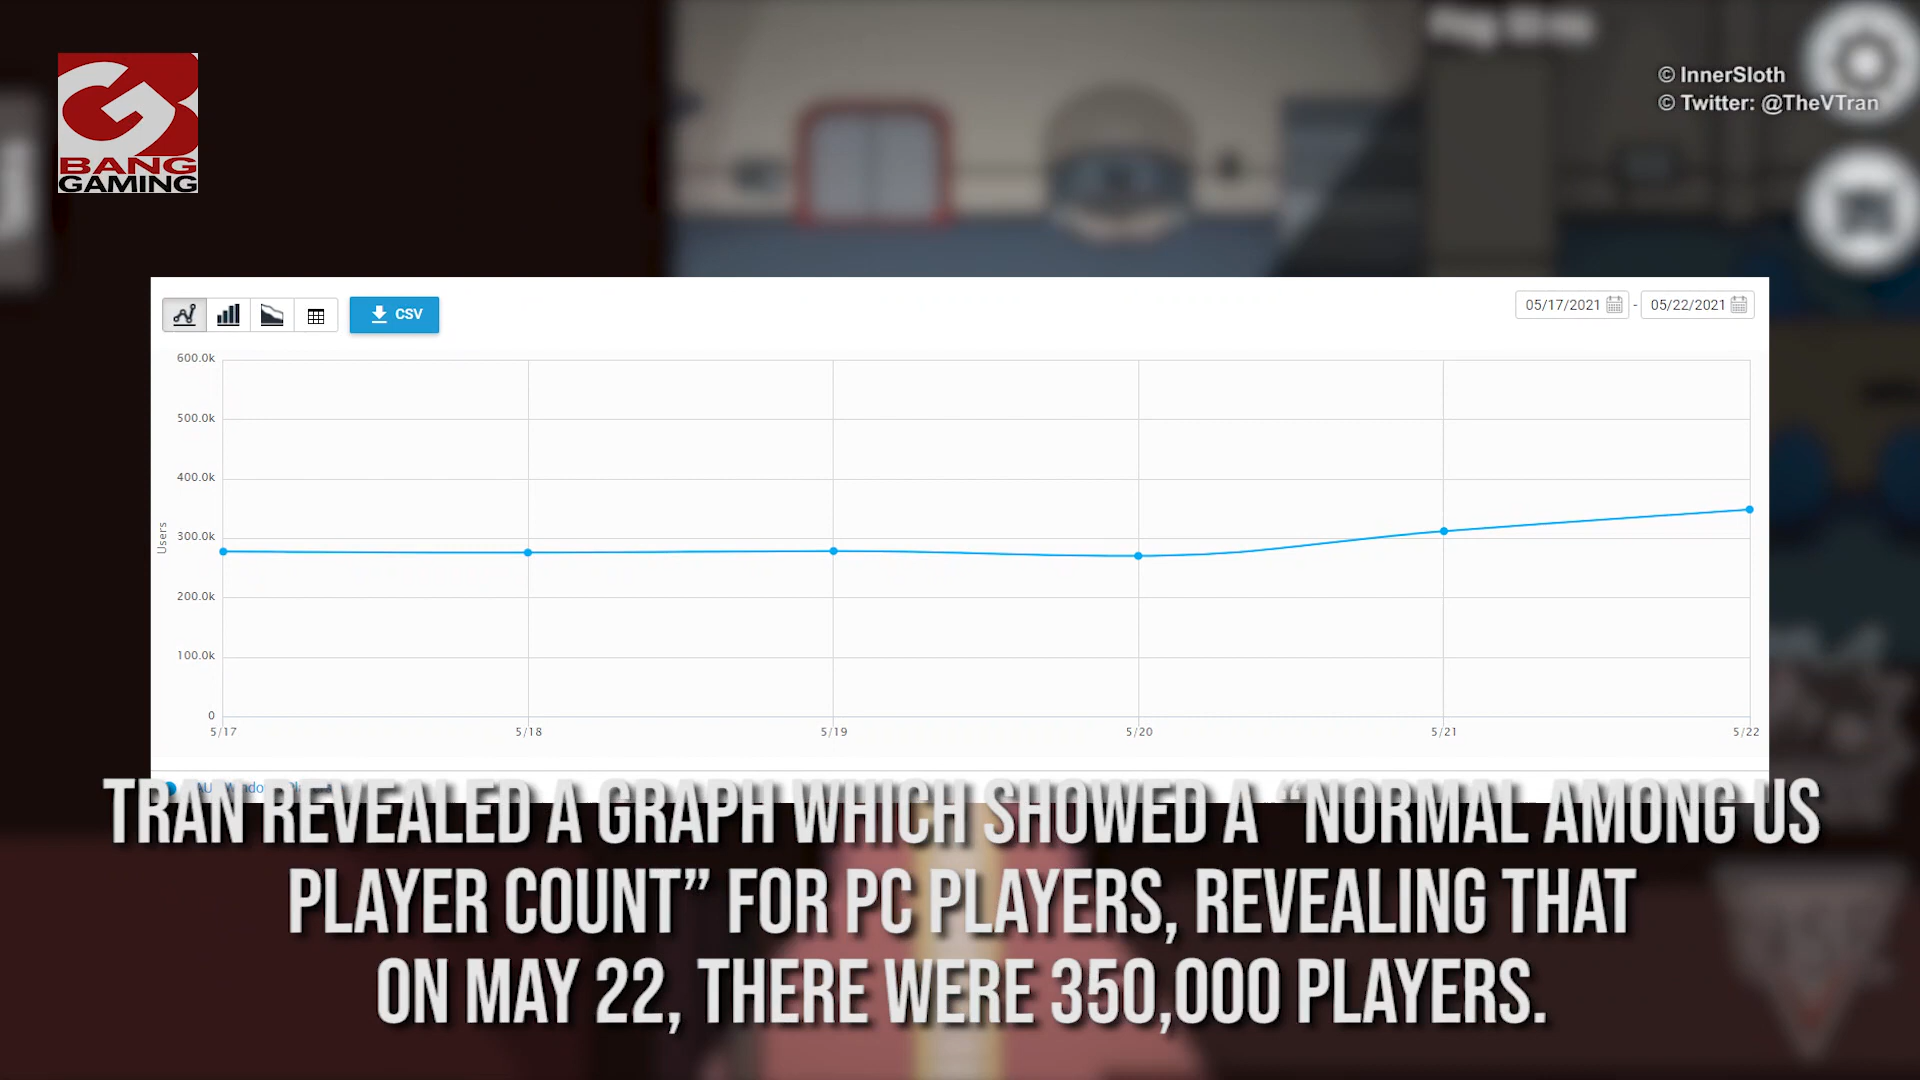 © InnerSloth
© Twitter: @TheVTran
BANG
GAMING
CSV
05/17/2021 - 05/22/2021
600.0k
500.0k
400.0k
300.0k
200.0k
100.0k
0
Users
5/17 5/18 5/19 5/20 5/21 5/22
TRAN REVEALED A GRAPH WHICH SHOWED A “NORMAL AMONG US
PLAYER COUNT” FOR PC PLAYERS, REVEALING THAT
ON MAY 22, THERE WERE 350,000 PLAYERS.